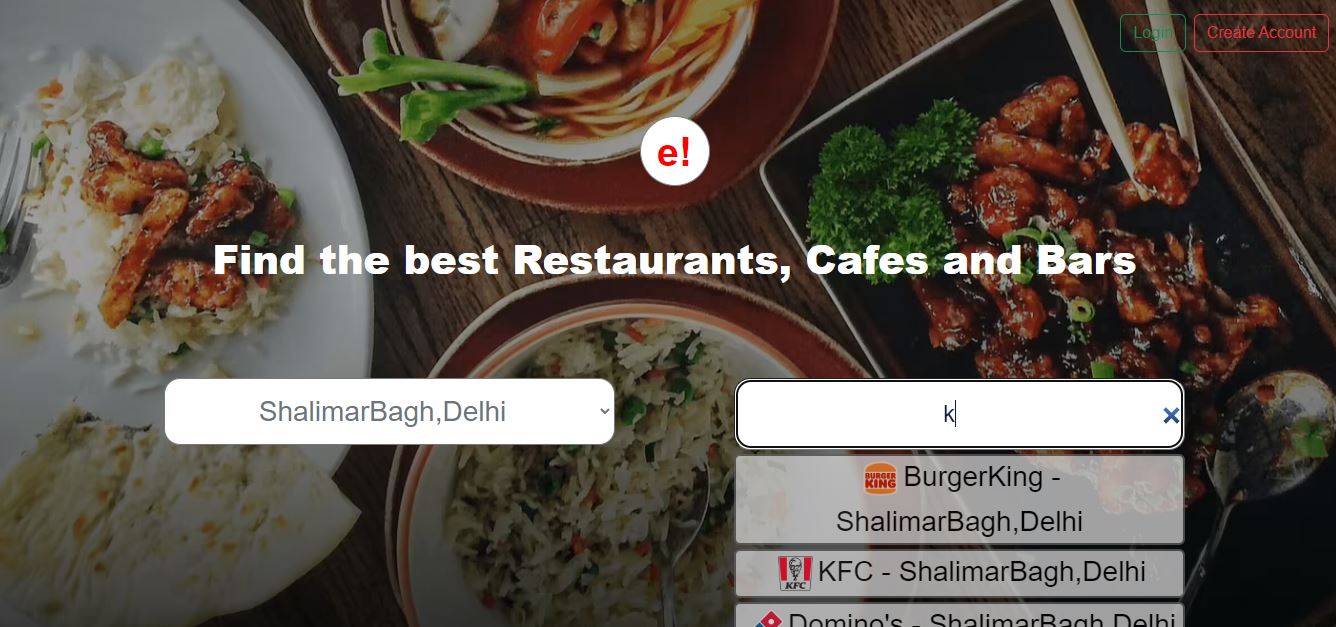 Login Create Account
e!
Find the best Restaurants, Cafes and Bars
ShalimarBagh,Delhi
k
BURGER
KING
BurgerKing -
ShalimarBagh,Delhi
KFC
KFC - ShalimarBagh,Delhi
Domino's - ShalimarBagh,Delhi